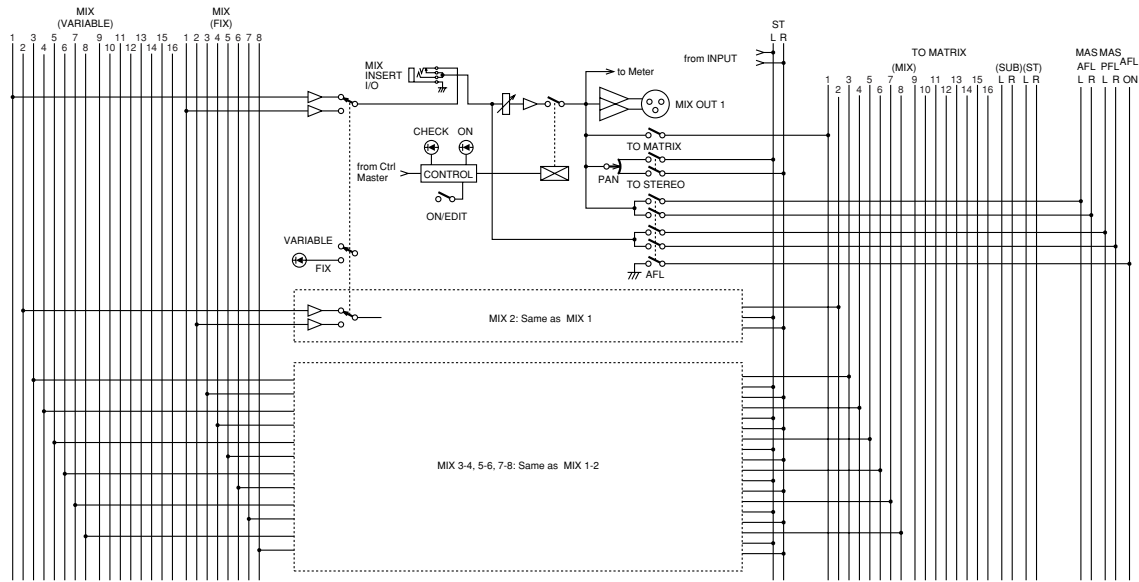 MIX
(VARIABLE)
1 2 3 4 5 6 7 8 9 10 11 12 13 14 15 16
MIX
(FIX)
1 2 3 4 5 6 7 8
ST
L R
from INPUT
TO MATRIX
(MIX)
1 2 3 4 5 6 7 8 9 10 11 12 13 14 15 16
(SUB)(ST)
L R L R
MAS MAS
AFL PFL AFL
L R L R ON
MIX
INSERT
I/O
to Meter
MIX OUT 1
CHECK ON
from Ctrl
Master
CONTROL
ON/EDIT
TO MATRIX
PAN
TO STEREO
AFL
VARIABLE
FIX
MIX 2: Same as MIX 1
MIX 3-4, 5-6, 7-8: Same as MIX 1-2